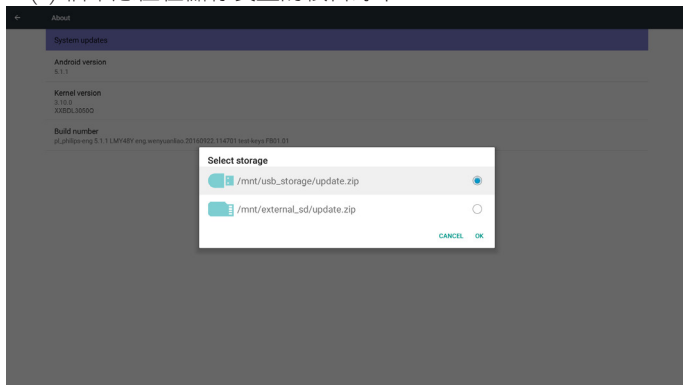 About
System updates
Android version
5.1.1
Kernel version
3.10.0
XXBDL3050Q
Build number
Select storage
/mnt/usb_storage/update.zip
/mnt/external_sd/update.zip
CANCEL OK